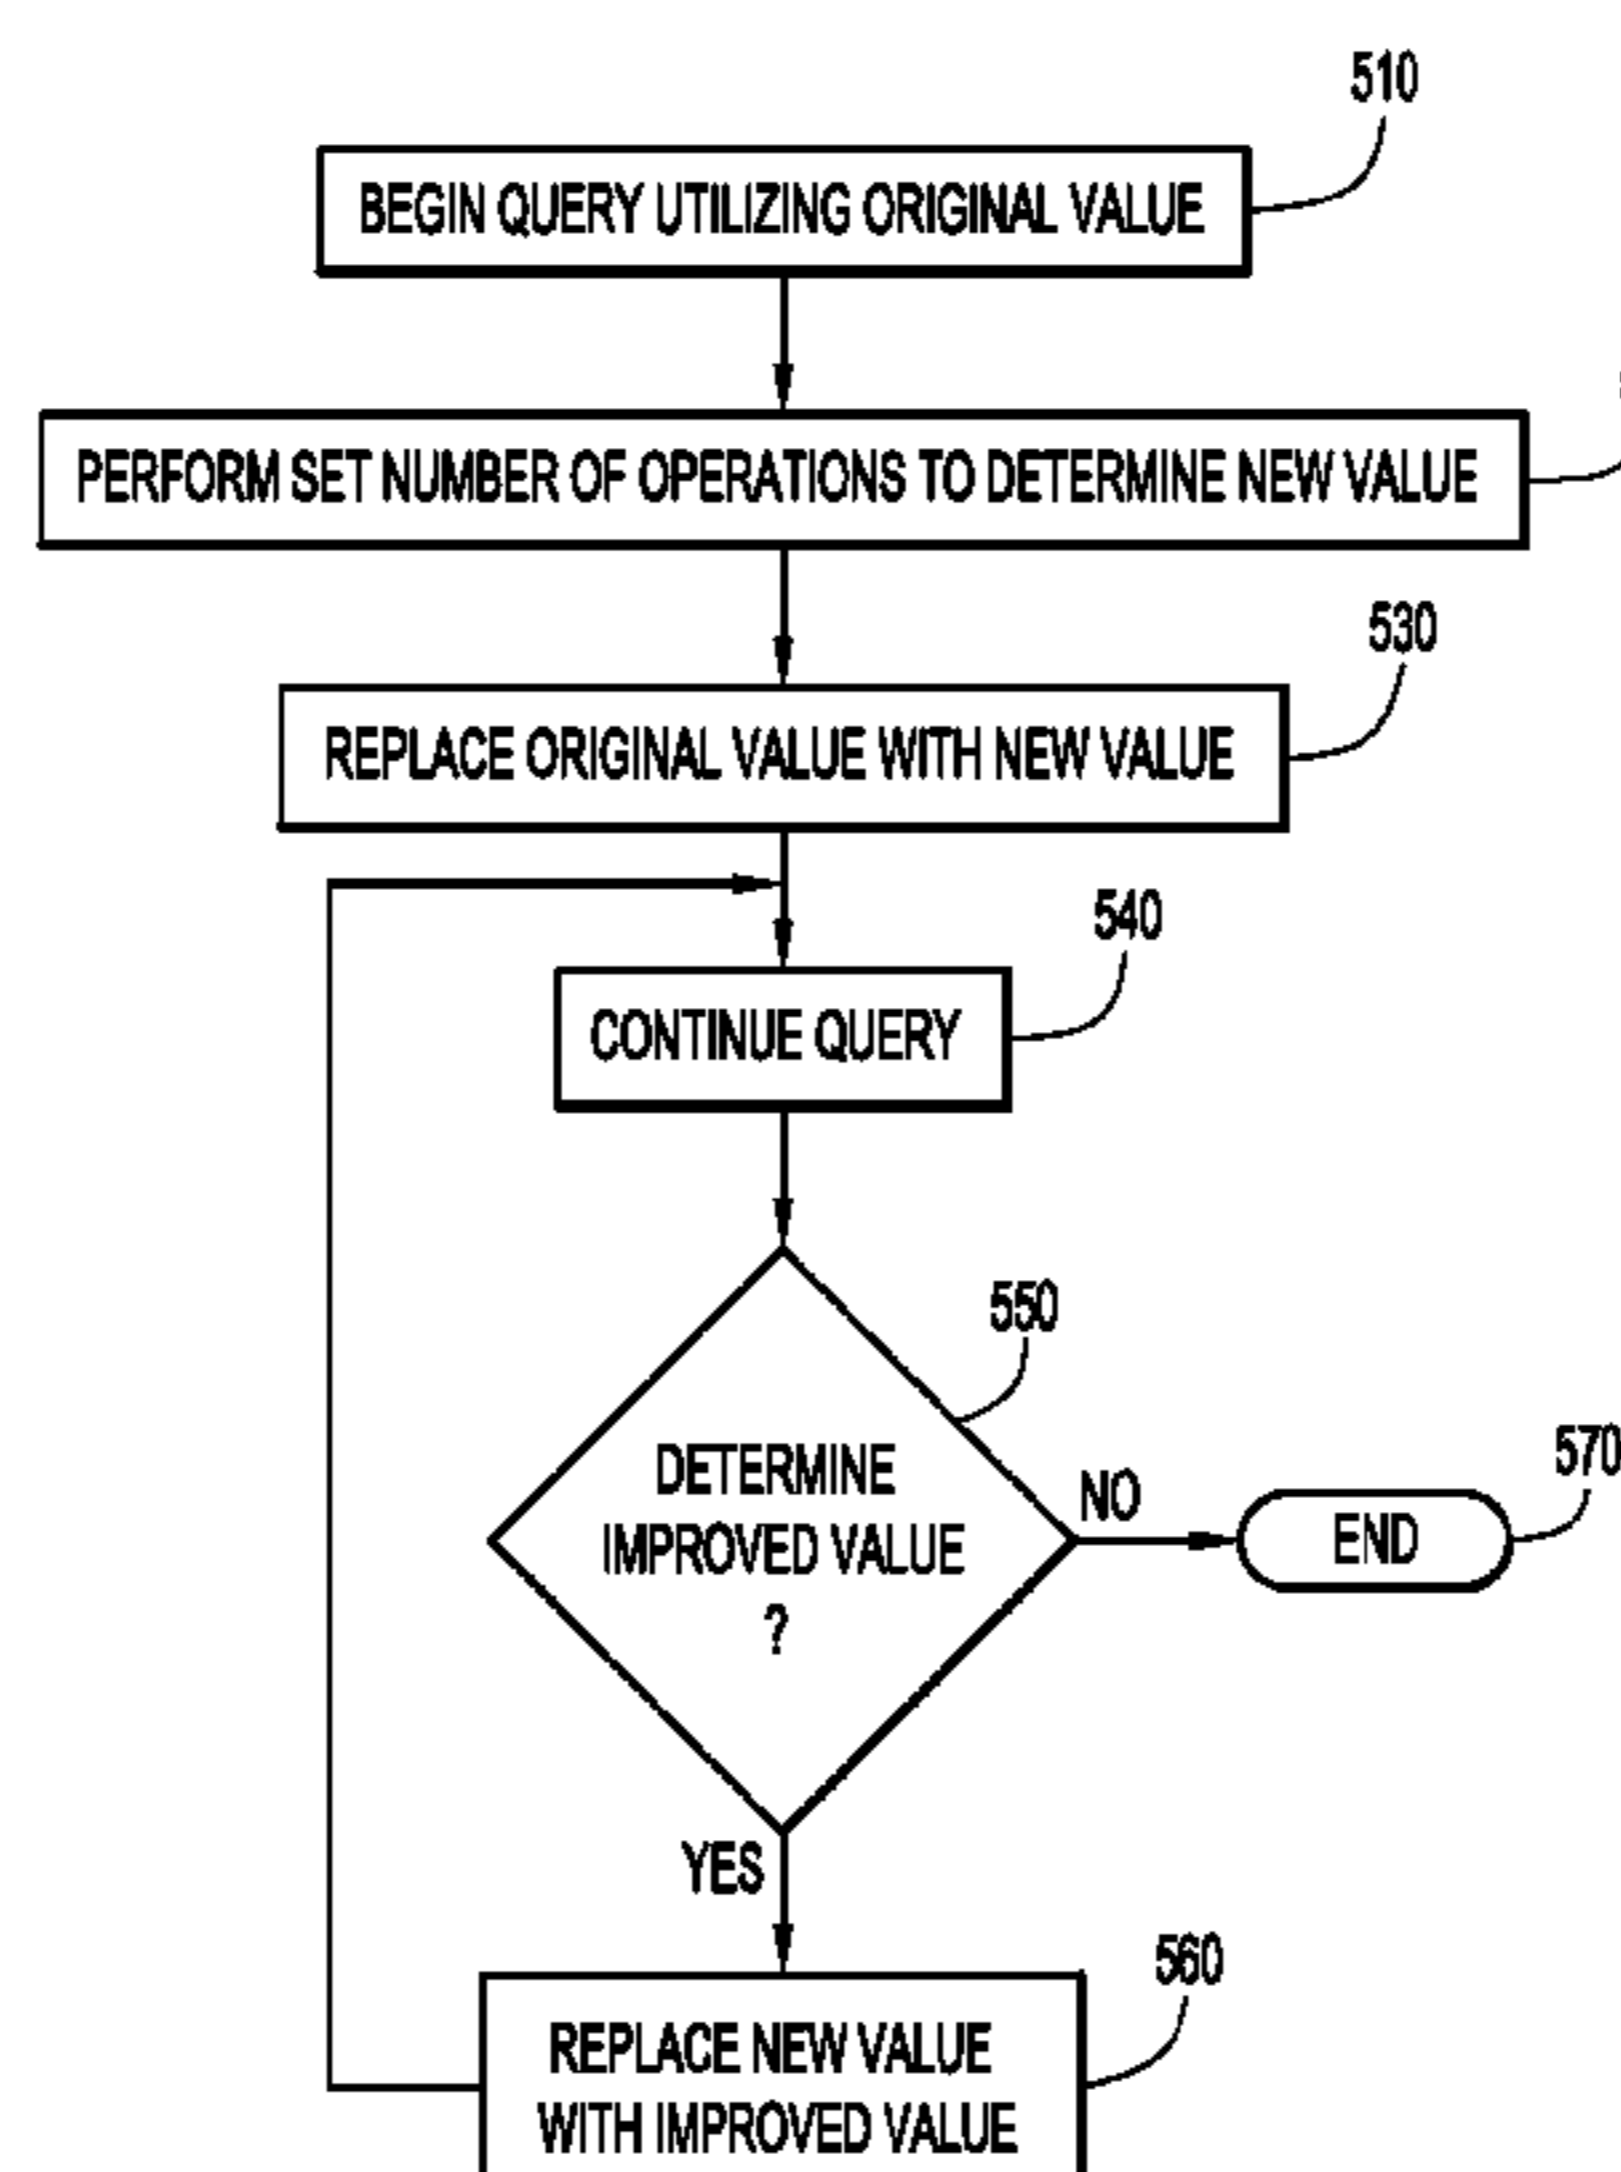 510
BEGIN QUERY UTILIZING ORIGINAL VALUE
PERFORM SET NUMBER OF OPERATIONS TO DETERMINE NEW VALUE
530
REPLACE ORIGINAL VALUE WITH NEW VALUE
540
CONTINUE QUERY
550
DETERMINE
IMPROVED VALUE
?
NO
570
END
YES
560
REPLACE NEW VALUE
WITH IMPROVED VALUE